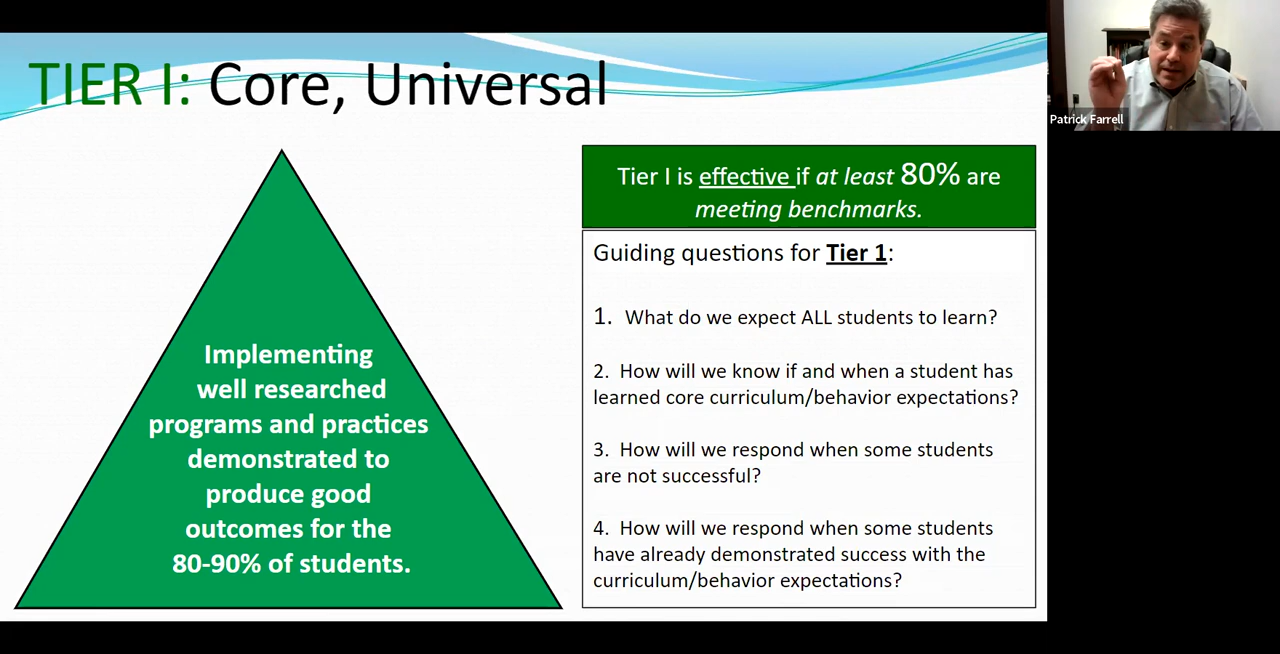 TIER I: Core, Universal
Patrick Farrell
Implementing
well researched
programs and practices
demonstrated to
produce good
outcomes for the
80-90% of students.
Tier I is effective if at least 80% are
meeting benchmarks.
Guiding questions for Tier 1:
1. What do we expect ALL students to learn?
2. How will we know if and when a student has
learned core curriculum/behavior expectations?
3. How will we respond when some students
are not successful?
4. How will we respond when some students
have already demonstrated success with the
curriculum/behavior expectations?